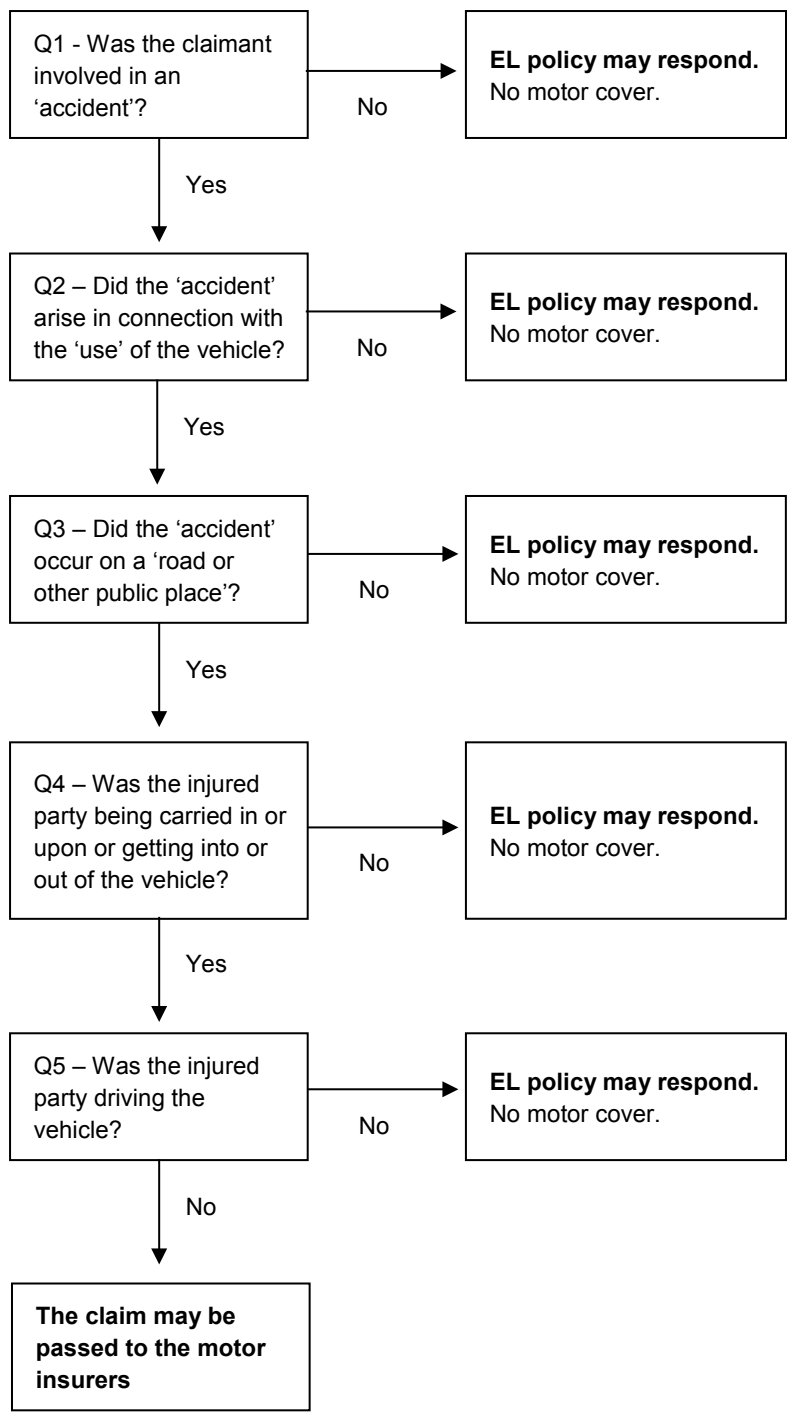 Q1 - Was the claimant
involved in an
‘accident’?
No
EL policy may respond.
No motor cover.
Yes
Q2 – Did the ‘accident’
arise in connection with
the ‘use’ of the vehicle?
No
EL policy may respond.
No motor cover.
Yes
Q3 – Did the ‘accident’
occur on a ‘road or
other public place’?
No
EL policy may respond.
No motor cover.
Yes
Q4 – Was the injured
party being carried in or
upon or getting into or
out of the vehicle?
No
EL policy may respond.
No motor cover.
Yes
Q5 – Was the injured
party driving the
vehicle?
No
EL policy may respond.
No motor cover.
No
The claim may be
passed to the motor
insurers